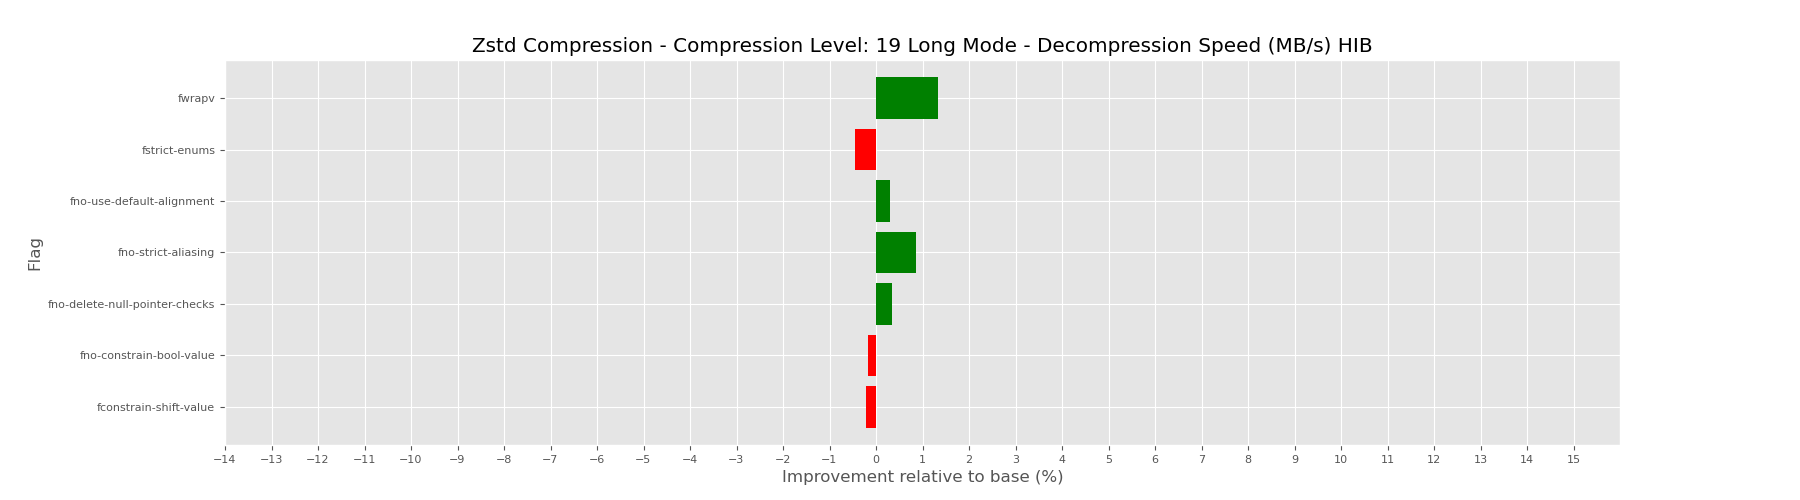 Zstd Compression - Compression Level: 19 Long Mode - Decompression Speed (MB/s) HIB
Flag
fwrapv
fstrict-enums
fno-use-default-alignment
fno-strict-aliasing
fno-delete-null-pointer-checks
fno-constrain-bool-value
fconstrain-shift-value
−14 −13 −12 −11 −10 −9 −8 −7 −6 −5 −4 −3 −2 −1 0 1 2 3 4 5 6 7 8 9 10 11 12 13 14 15
Improvement relative to base (%)